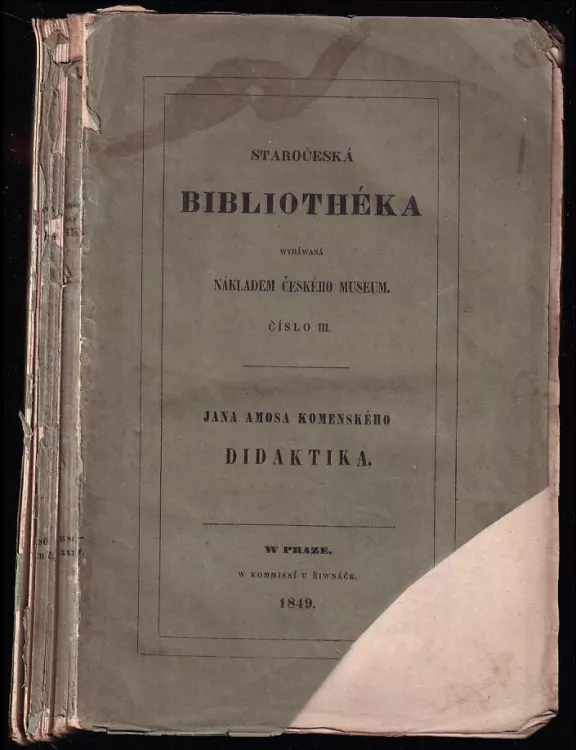 STAROČESKÁ
BIBLIOTHÉKA
WYDÁWANÁ
NÁKLADEM ČESKÉHO MUSEUM.
ČÍSLO III.
JANA AMOSA KOMENSKÉHO
DIDAKTIKA.
W PRAZE,
W KOMMISSÍ U ŘIWNÁČE.
1849.